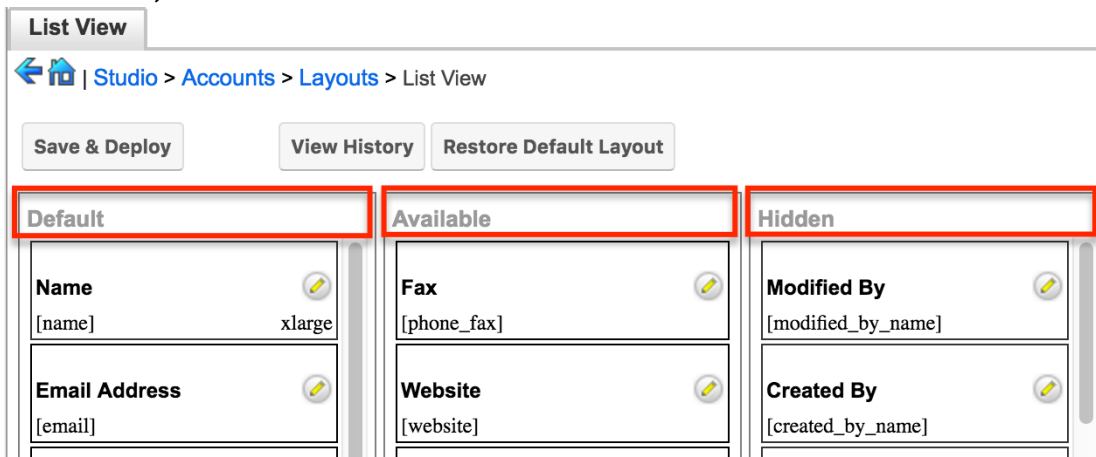 List View
| Studio > Accounts > Layouts > List View
Save & Deploy View History Restore Default Layout
Default Available Hidden
Name Fax Modified By
[name] xlarge [phone_fax] [modified_by_name]
Email Address Website Created By
[email] [website] [created_by_name]